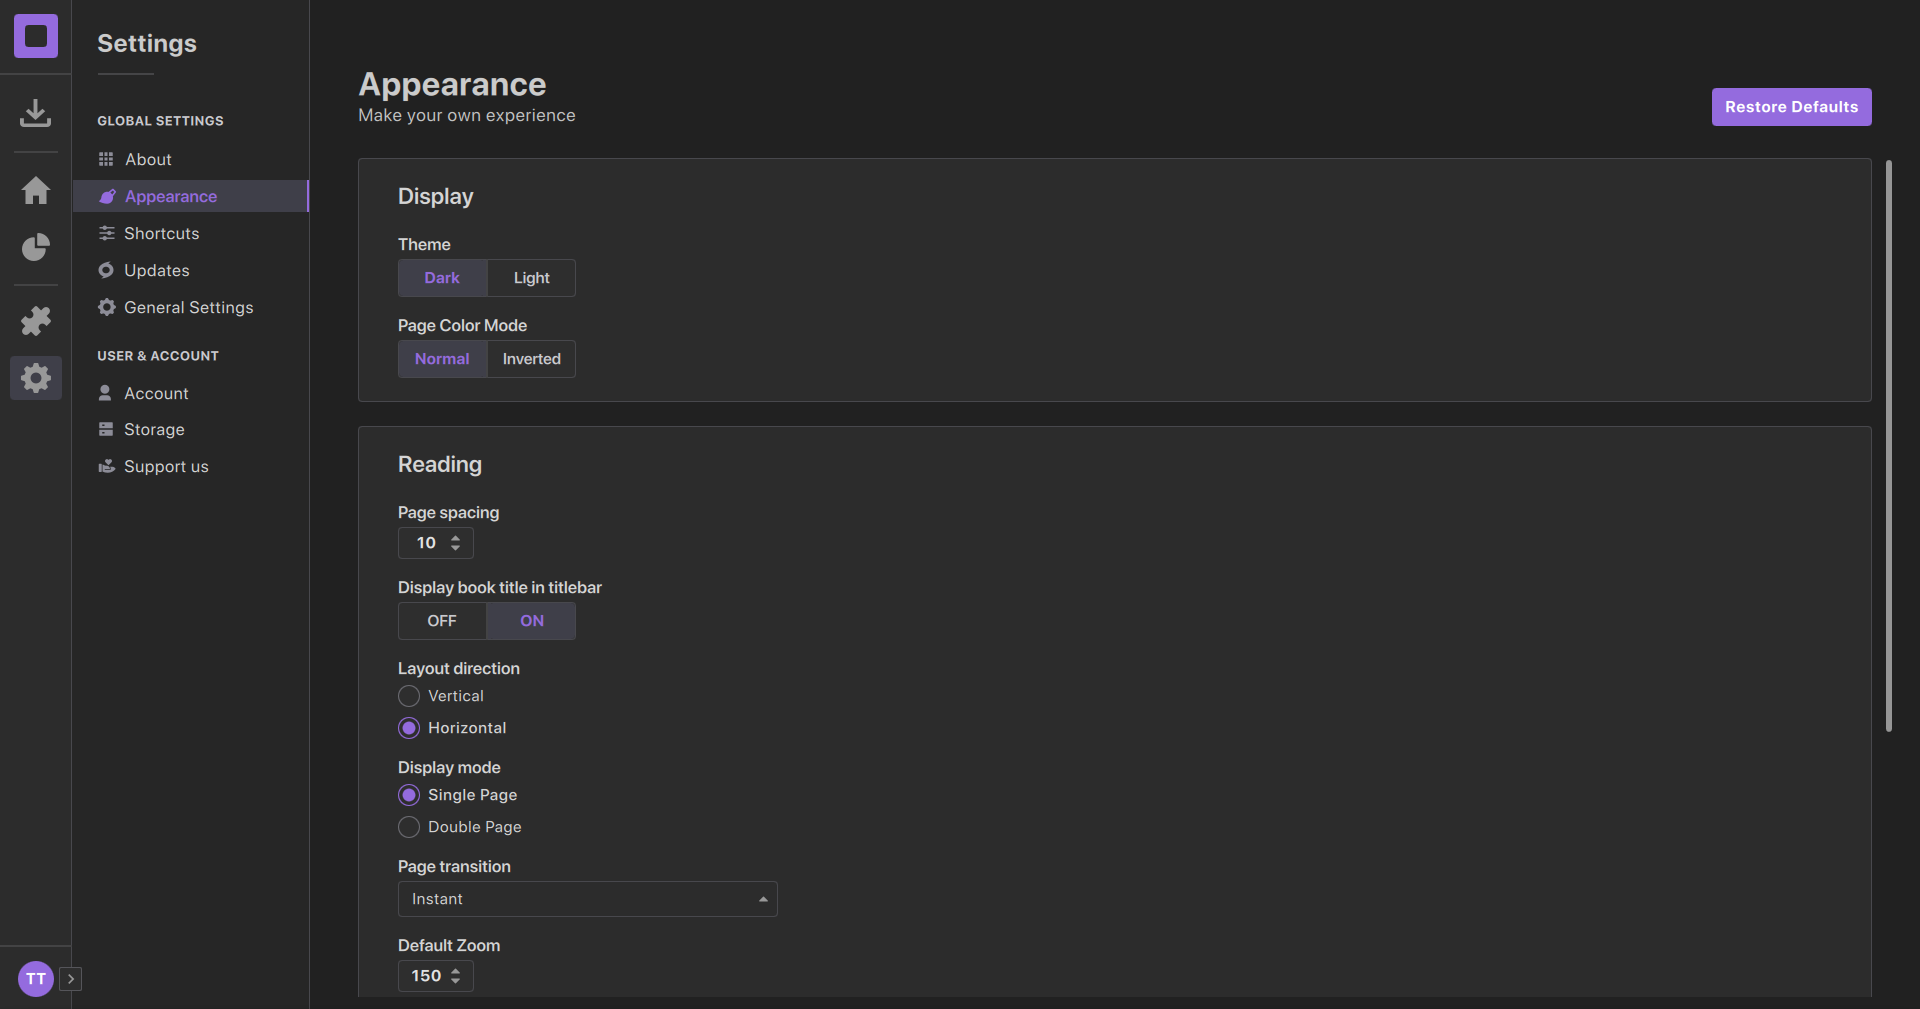 Settings
GLOBAL SETTINGS
About
Appearance
Shortcuts
Updates
General Settings
USER & ACCOUNT
Account
Storage
Support us
TT
Appearance
Make your own experience
Restore Defaults
Display
Theme
Dark Light
Page Color Mode
Normal Inverted
Reading
Page spacing
10
Display book title in titlebar
OFF ON
Layout direction
Vertical
Horizontal
Display mode
Single Page
Double Page
Page transition
Instant
Default Zoom
150